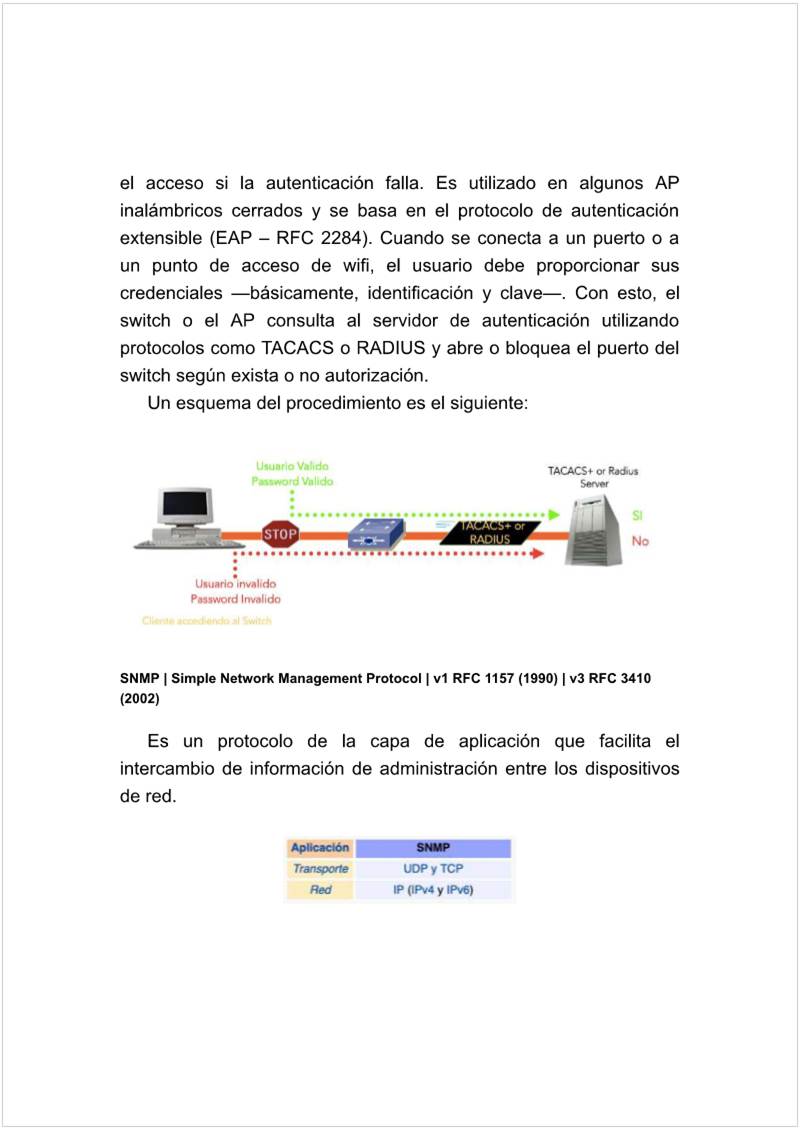 el acceso si la autenticación falla. Es utilizado en algunos AP
inalámbricos cerrados y se basa en el protocolo de autenticación
extensible (EAP – RFC 2284). Cuando se conecta a un puerto o a
un punto de acceso de wifi, el usuario debe proporcionar sus
credenciales —básicamente, identificación y clave—. Con esto, el
switch o el AP consulta al servidor de autenticación utilizando
protocolos como TACACS o RADIUS y abre o bloquea el puerto del
switch según exista o no autorización.
Un esquema del procedimiento es el siguiente:
Usuario Valido
Password Valido
TACACS+ or Radius
Server
STOP
TACACS+ or
RADIUS
SI
No
Usuario invalido
Password Invalido
Cliente accediendo al Switch
SNMP | Simple Network Management Protocol | v1 RFC 1157 (1990) | v3 RFC 3410
(2002)
Es un protocolo de la capa de aplicación que facilita el
intercambio de información de administración entre los dispositivos
de red.
Aplicación SNMP
Transporte UDP y TCP
Red IP (IPv4 y IPv6)